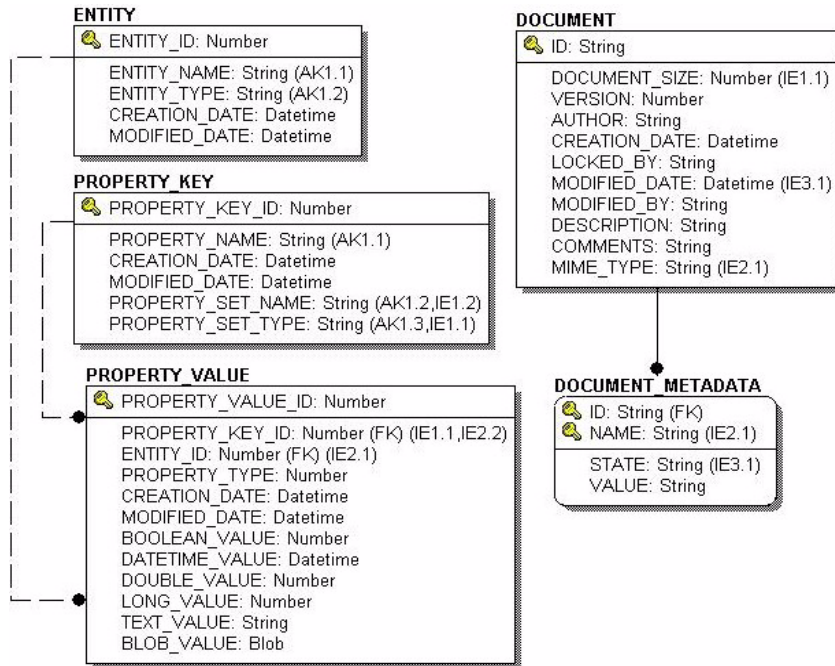 ENTITY
ENTITY_ID: Number
ENTITY_NAME: String (AK1.1)
ENTITY_TYPE: String (AK1.2)
CREATION_DATE: Datetime
MODIFIED_DATE: Datetime
PROPERTY_KEY
PROPERTY_KEY_ID: Number
PROPERTY_NAME: String (AK1.1)
CREATION_DATE: Datetime
MODIFIED_DATE: Datetime
PROPERTY_SET_NAME: String (AK1.2,IE1.2)
PROPERTY_SET_TYPE: String (AK1.3,IE1.1)
PROPERTY_VALUE
PROPERTY_VALUE_ID: Number
PROPERTY_KEY_ID: Number (FK) (IE1.1,IE2.2)
ENTITY_ID: Number (FK) (IE2.1)
PROPERTY_TYPE: Number
CREATION_DATE: Datetime
MODIFIED_DATE: Datetime
BOOLEAN_VALUE: Number
DATETIME_VALUE: Datetime
DOUBLE_VALUE: Number
LONG_VALUE: Number
TEXT_VALUE: String
BLOB_VALUE: Blob
DOCUMENT
ID: String
DOCUMENT_SIZE: Number (IE1.1)
VERSION: Number
AUTHOR: String
CREATION_DATE: Datetime
LOCKED_BY: String
MODIFIED_DATE: Datetime (IE3.1)
MODIFIED_BY: String
DESCRIPTION: String
COMMENTS: String
MIME_TYPE: String (IE2.1)
DOCUMENT_METADATA
ID: String (FK)
NAME: String (IE2.1)
STATE: String (IE3.1)
VALUE: String